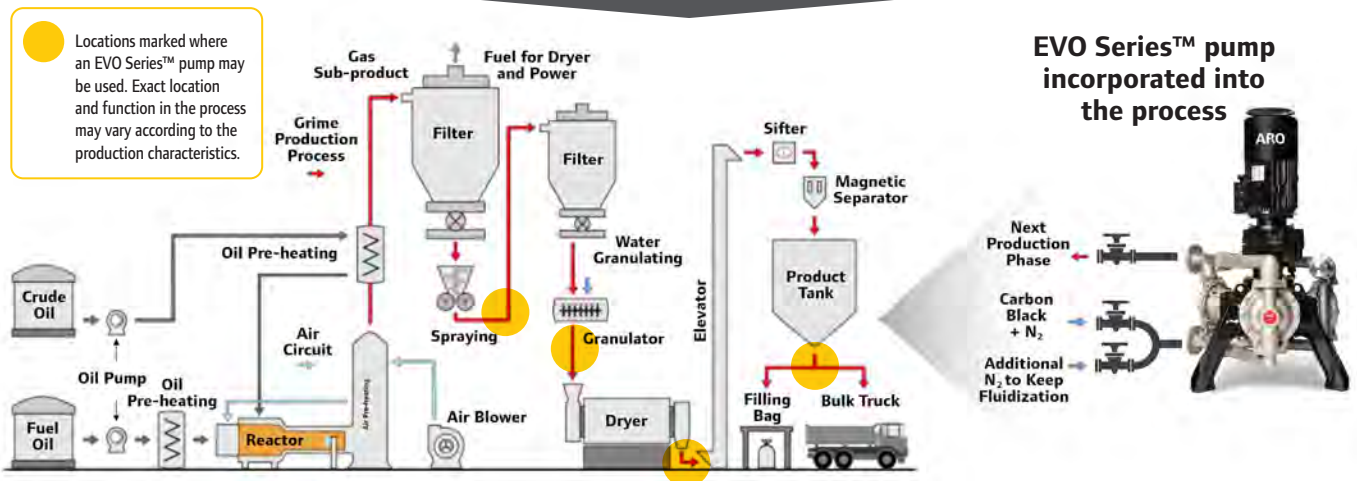 Locations marked where
an EVO Series™ pump may
be used. Exact location
and function in the process
may vary according to the
production characteristics.
Gas
Sub-product
Fuel for Dryer
and Power
Grime
Production
Process
Filter
Filter
Sifter
Magnetic
Separator
Oil Pre-heating
Water
Granulating
Product
Tank
Crude
Oil
Spraying
Granulator
Elevator
Air
Circuit
Oil Pump
Oil
Pre-heating
Air Pre-heating
Air Blower
Filling
Bag
Bulk Truck
Fuel
Oil
Reactor
Dryer
EVO Series™ pump
incorporated into
the process
ARO
Next
Production
Phase
Carbon
Black
+ N₂
Additional
N₂ to Keep
Fluidization